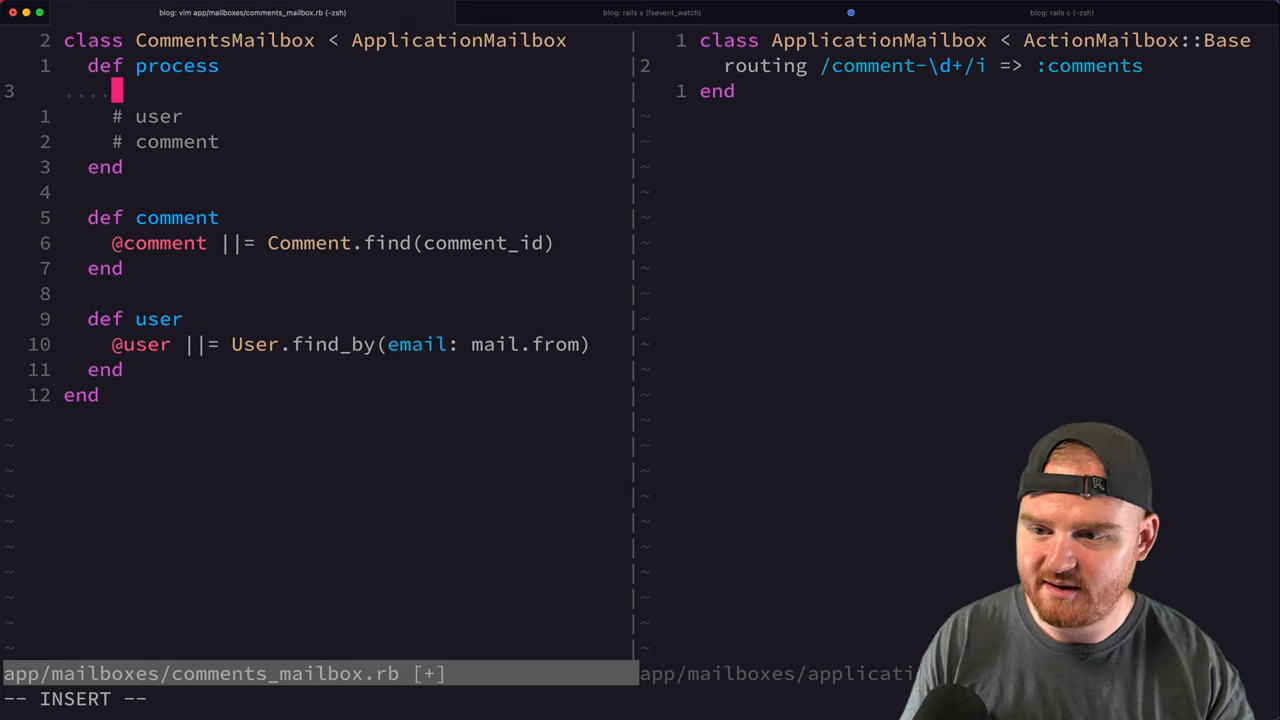 blog: vim app/mailboxes/comments_mailbox.rb (-zsh)
blog: rails s (fsevent_watch)
blog: rails c (-zsh)
2 class CommentsMailbox < ApplicationMailbox
1 def process
3 ....
1 # user
2 # comment
3 end
4
5 def comment
6 @comment ||= Comment.find(comment_id)
7 end
8
9 def user
10 @user ||= User.find_by(email: mail.from)
11 end
12 end
app/mailboxes/comments_mailbox.rb [+]
-- INSERT --
1 class ApplicationMailbox < ActionMailbox::Base
2 routing /comment-\d+/i => :comments
1 end
app/mailboxes/applicati